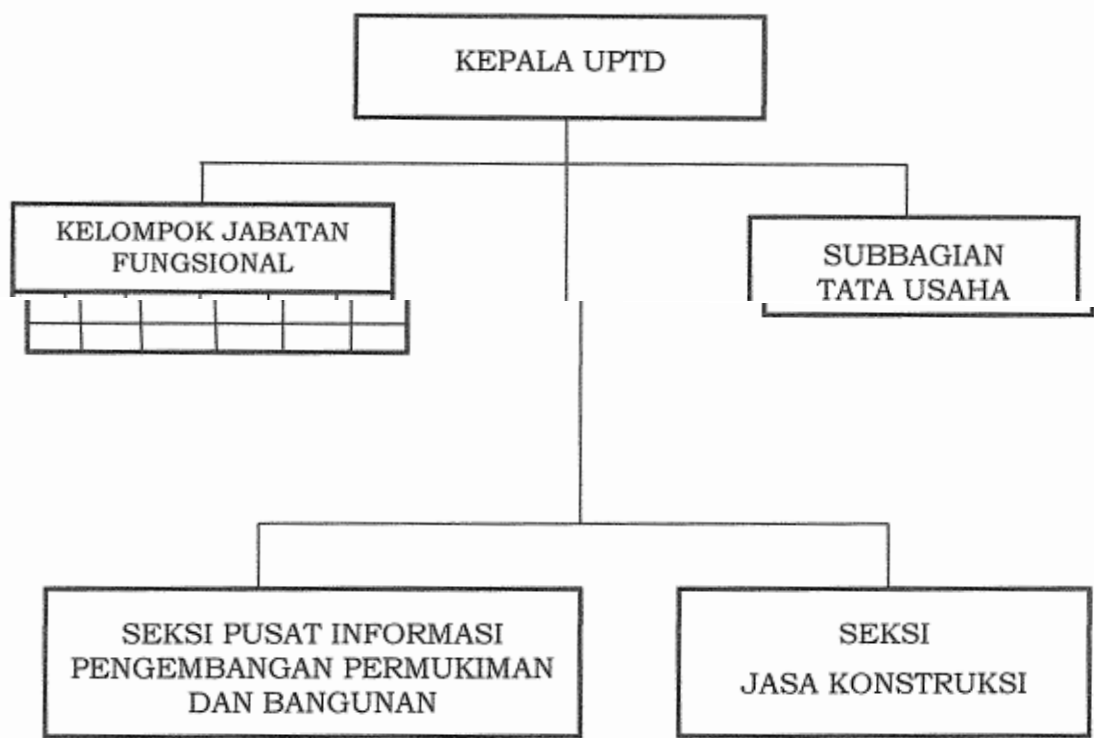 KEPALA UPTD
KELOMPOK JABATAN
FUNGSIONAL
SUBBAGIAN
TATA USAHA
SEKSI PUSAT INFORMASI
PENGEMBANGAN PERMUKIMAN
DAN BANGUNAN
SEKSI
JASA KONSTRUKSI